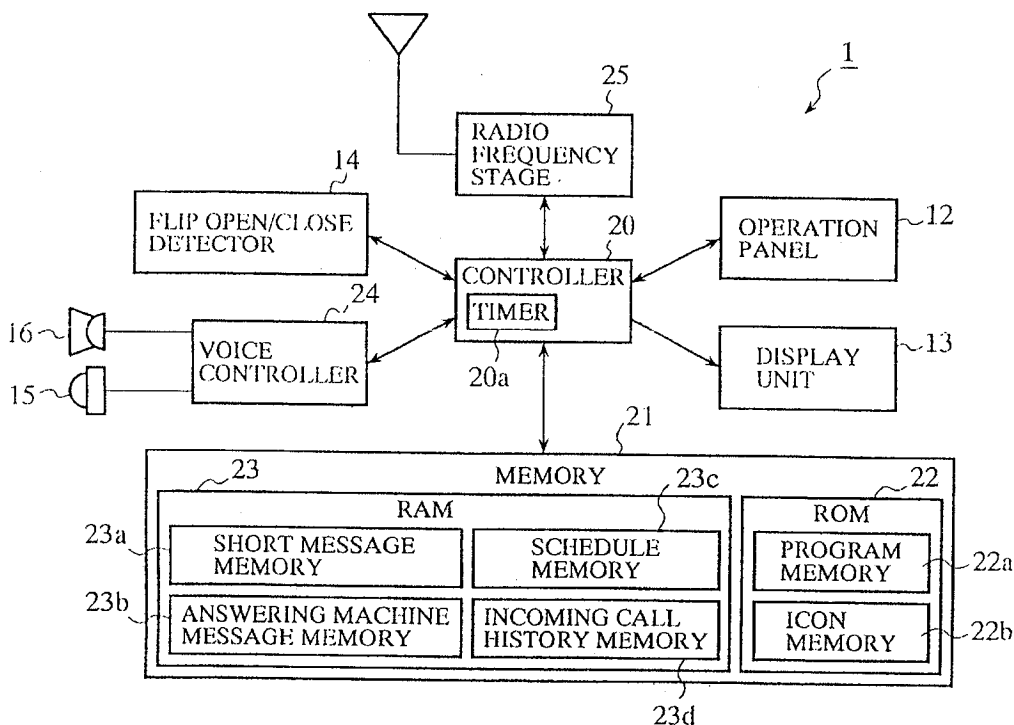 1
25
RADIO
FREQUENCY
STAGE
14
FLIP OPEN/CLOSE
DETECTOR
20
CONTROLLER
TIMER
20a
12
OPERATION
PANEL
24
16
15
VOICE
CONTROLLER
13
DISPLAY
UNIT
21
MEMORY
23
RAM
23c
22
ROM
23a
SHORT MESSAGE
MEMORY
SCHEDULE
MEMORY
PROGRAM
MEMORY
22a
23b
ANSWERING MACHINE
MESSAGE MEMORY
INCOMING CALL
HISTORY MEMORY
ICON
MEMORY
22b
23d